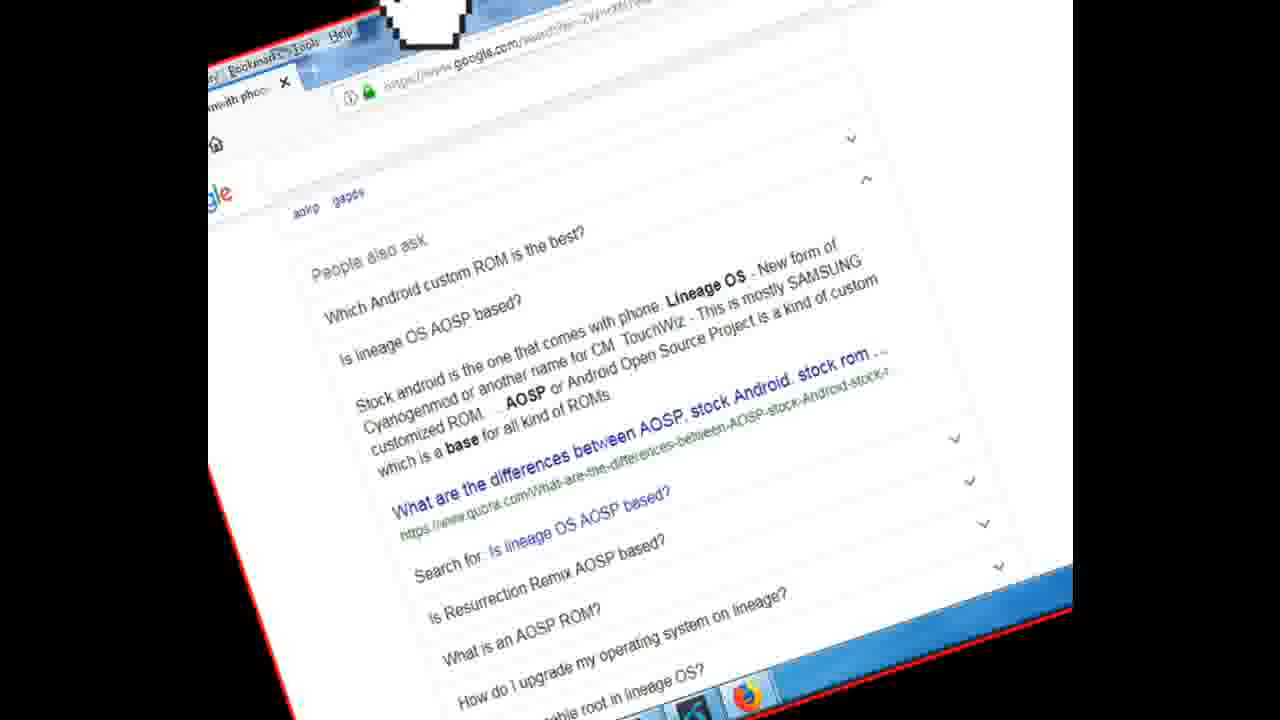 Bookmarks Tools Help
with phon
https://www.google.com/search?
gle
aokp gapps
People also ask
Which Android custom ROM is the best?
Is lineage OS AOSP based?
Stock android is the one that comes with phone. Lineage OS - New form of
Cyanogenmod or another name for CM. TouchWiz - This is mostly SAMSUNG
customized ROM. ... AOSP or Android Open Source Project is a kind of custom
which is a base for all kind of ROMs.
What are the differences between AOSP, stock Android, stock rom ...
https://www.quora.com/What-are-the-differences-between-AOSP-stock-Android-stock-r
Search for: Is lineage OS AOSP based?
Is Resurrection Remix AOSP based?
What is an AOSP ROM?
How do I upgrade my operating system on lineage?
able root in lineage OS?